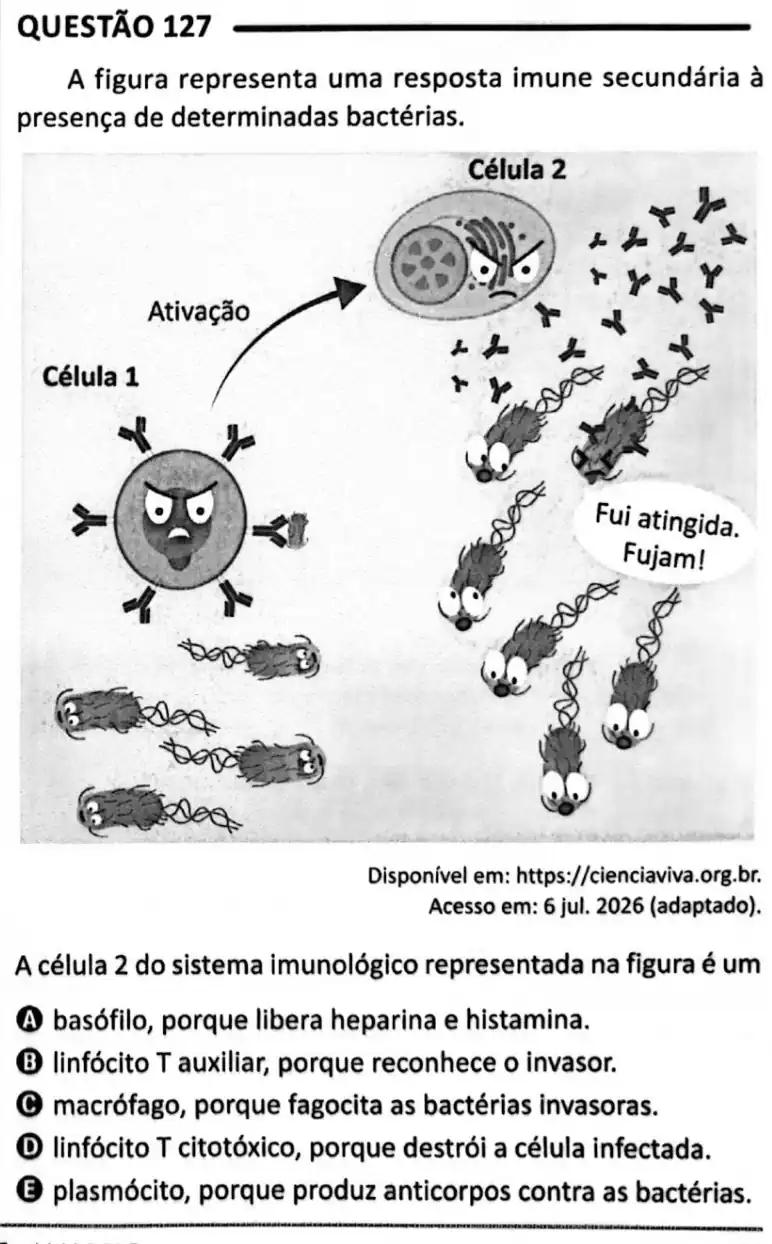 QUESTÃO 127
A figura representa uma resposta imune secundária à
presença de determinadas bactérias.
Célula 2
Ativação
Célula 1
Fui atingida.
Fujam!
Disponível em: https://cienciaviva.org.br.
Acesso em: 6 jul. 2026 (adaptado).
A célula 2 do sistema imunológico representada na figura é um
A basófilo, porque libera heparina e histamina.
B linfócito T auxiliar, porque reconhece o invasor.
C macrófago, porque fagocita as bactérias invasoras.
D linfócito T citotóxico, porque destrói a célula infectada.
E plasmócito, porque produz anticorpos contra as bactérias.